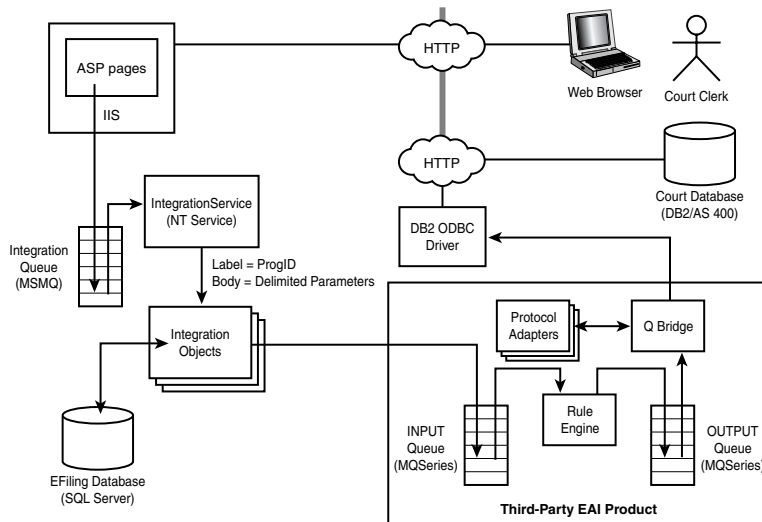 HTTP
ASP pages
IIS
Web Browser
Court Clerk
HTTP
Court Database
(DB2/AS 400)
IntegrationService
(NT Service)
DB2 ODBC
Driver
Integration
Queue
(MSMQ)
Label = ProgID
Body = Delimited Parameters
Integration
Objects
Protocol
Adapters
Q Bridge
Rule
Engine
INPUT
Queue
(MQSeries)
OUTPUT
Queue
(MQSeries)
EFiling Database
(SQL Server)
Third-Party EAI Product